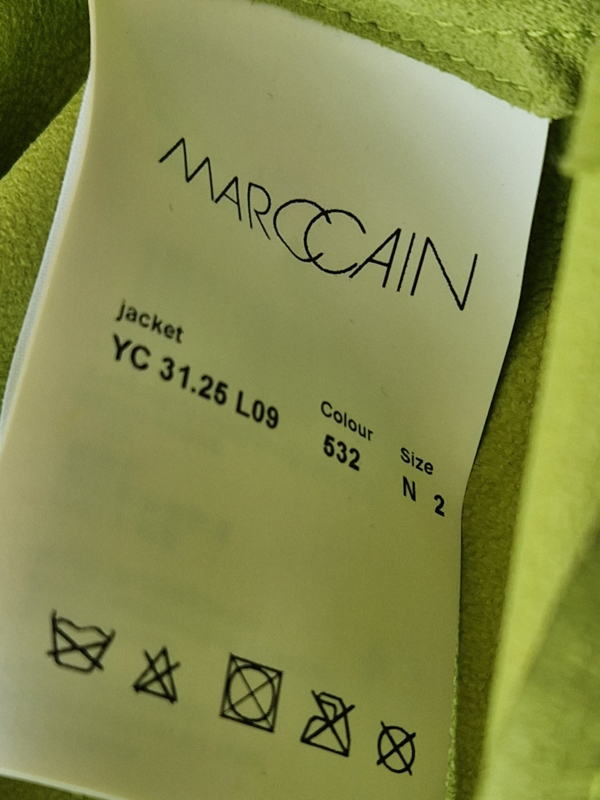 MARCCAIN
jacket
YC 31.25 L09
Colour
532
Size
N 2